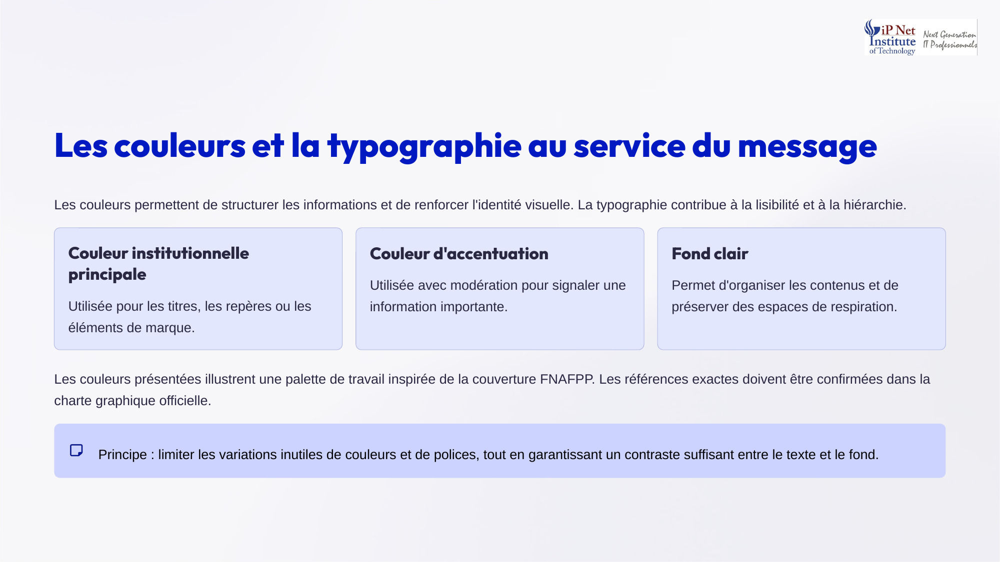 iP Net
Institute
of Technology
Next Generation
IT Professionnels
Les couleurs et la typographie au service du message
Les couleurs permettent de structurer les informations et de renforcer l'identité visuelle. La typographie contribue à la lisibilité et à la hiérarchie.
Couleur institutionnelle
principale
Utilisée pour les titres, les repères ou les
éléments de marque.
Couleur d'accentuation
Utilisée avec modération pour signaler une
information importante.
Fond clair
Permet d'organiser les contenus et de
préserver des espaces de respiration.
Les couleurs présentées illustrent une palette de travail inspirée de la couverture FNAFPP. Les références exactes doivent être confirmées dans la
charte graphique officielle.
Principe : limiter les variations inutiles de couleurs et de polices, tout en garantissant un contraste suffisant entre le texte et le fond.